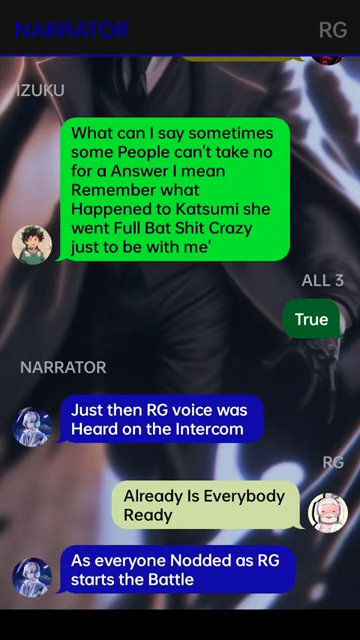 NARRATOR
RG
IZUKU
What can I say sometimes
some People can't take no
for a Answer I mean
Remember what
Happened to Katsumi she
went Full Bat Shit Crazy
just to be with me'
ALL 3
True
NARRATOR
Just then RG voice was
Heard on the Intercom
RG
Already Is Everybody
Ready
As everyone Nodded as RG
starts the Battle